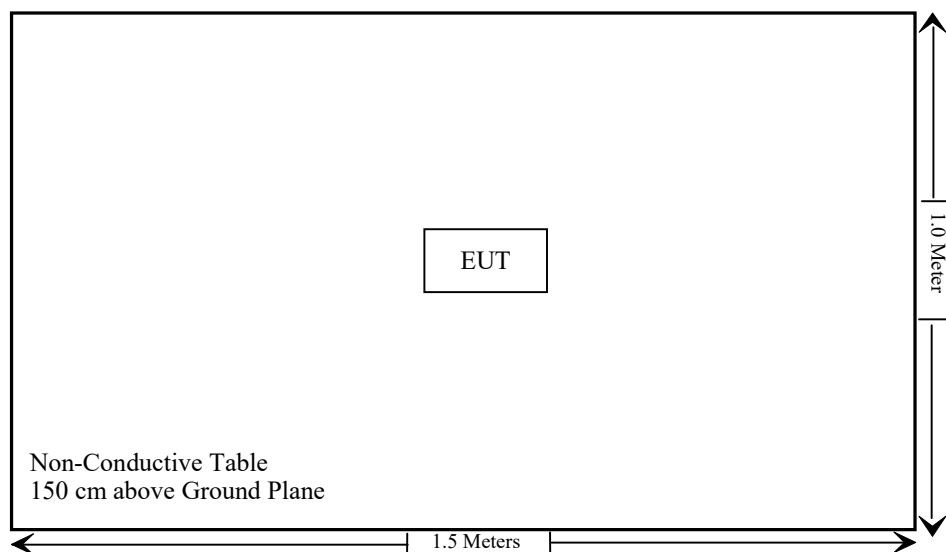 EUT
1.0 Meter
Non-Conductive Table
150 cm above Ground Plane
1.5 Meters